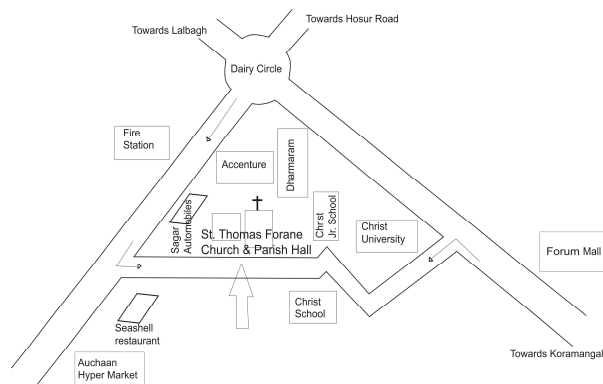 Towards Hosur Road
Towards Lalbagh
Dairy Circle
Fire
Station
Accenture
Dharmaram
Sagar
Automobiles
St. Thomas Forane
Church & Parish Hall
Christ
Jr. School
Christ
University
Forum Mall
Christ
School
Seashell
restaurant
Auchaan
Hyper Market
Towards Koramangal